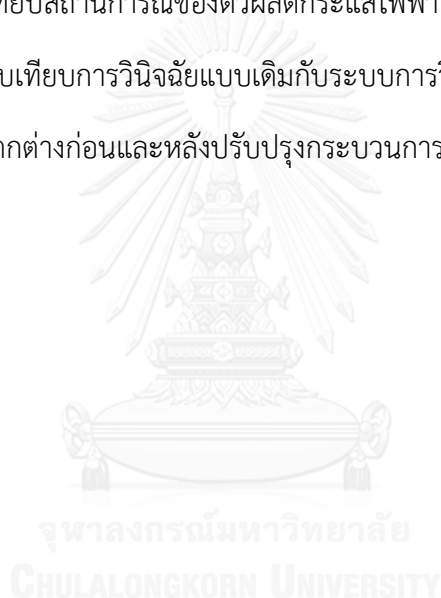 ทียบสถานการณ์ของตัวผลิตกระแสไฟฟ้า
บเทียบการวินิจฉัยแบบเดิมกับระบบการวิ
ากต่างก่อนและหลังปรับปรุงกระบวนการ
จุฬาลงกรณ์มหาวิทยาลัย
CHULALONGKORN UNIVERSITY